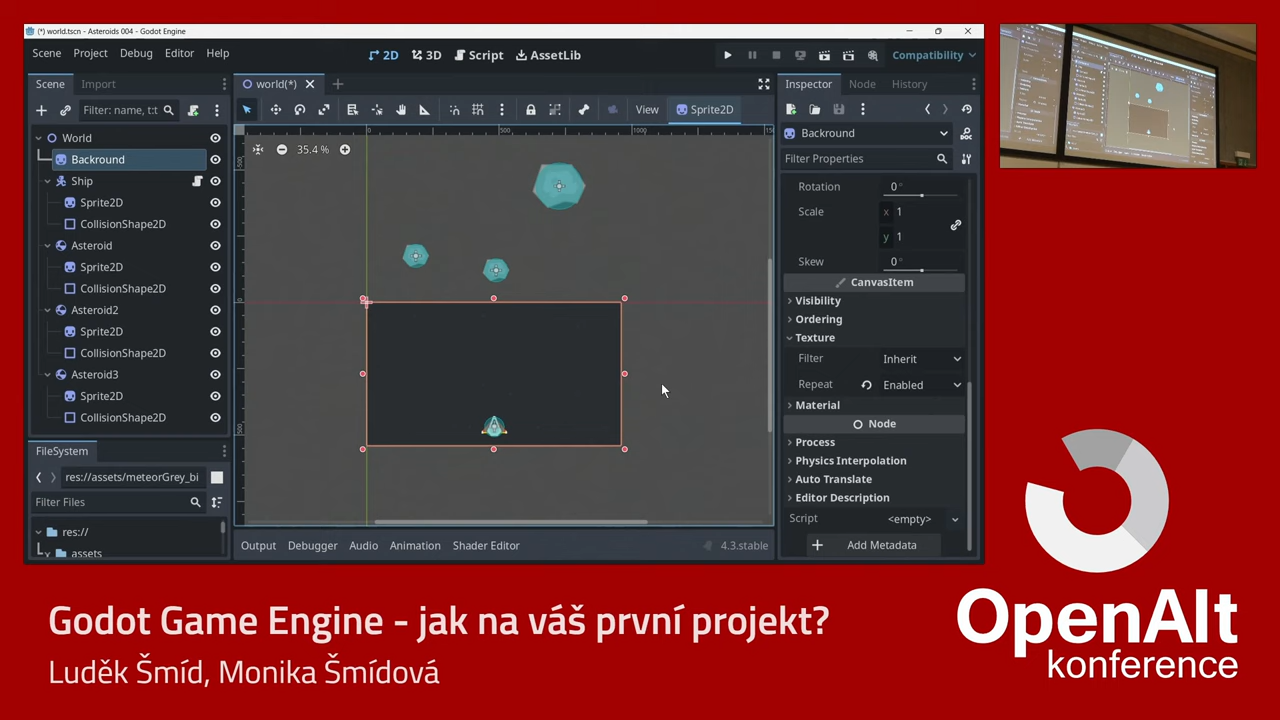 (*) world.tscn - Asteroids 004 - Godot Engine
Scene Project Debug Editor Help
2D 3D Script AssetLib
Compatibility
Scene Import
world(*)
Inspector Node History
Filter: name, t:t
View Sprite2D
35.4 %
0 500 1000
World
Backround
Ship
Sprite2D
CollisionShape2D
Asteroid
Sprite2D
CollisionShape2D
Asteroid2
Sprite2D
CollisionShape2D
Asteroid3
Sprite2D
CollisionShape2D
FileSystem
res://assets/meteorGrey_bi
Filter Files
res://
assets
Output Debugger Audio Animation Shader Editor 4.3.stable
Backround
Filter Properties
Rotation 0°
Scale x 1
y 1
Skew 0°
CanvasItem
Visibility
Ordering
Texture
Filter Inherit
Repeat Enabled
Material
Node
Process
Physics Interpolation
Auto Translate
Editor Description
Script <empty>
Add Metadata
Godot Game Engine - jak na váš první projekt?
Luděk Šmíd, Monika Šmídová
OpenAlt
konference